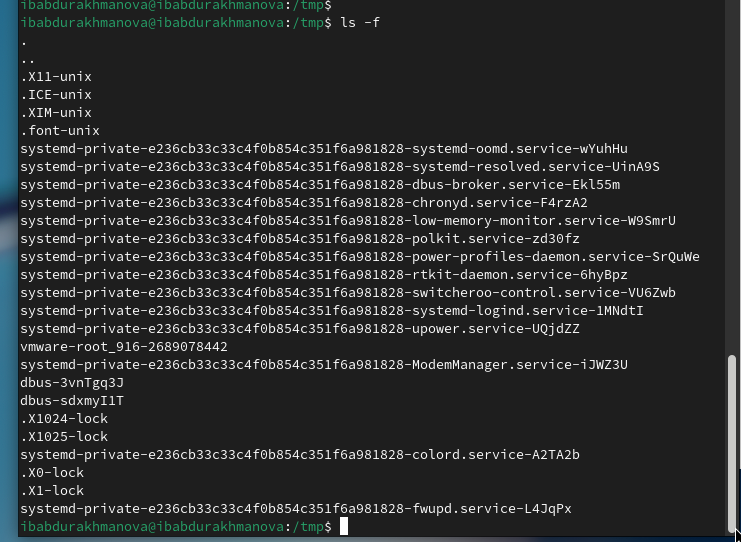 ibabdurakhmanova@ibabdurakhmanova:/tmp$
ibabdurakhmanova@ibabdurakhmanova:/tmp$ ls -f
.
..
.X11-unix
.ICE-unix
.XIM-unix
.font-unix
systemd-private-e236cb33c33c4f0b854c351f6a981828-systemd-oomd.service-wYuhHu
systemd-private-e236cb33c33c4f0b854c351f6a981828-systemd-resolved.service-UinA9S
systemd-private-e236cb33c33c4f0b854c351f6a981828-dbus-broker.service-Ekl55m
systemd-private-e236cb33c33c4f0b854c351f6a981828-chronyd.service-F4rzA2
systemd-private-e236cb33c33c4f0b854c351f6a981828-low-memory-monitor.service-W9SmrU
systemd-private-e236cb33c33c4f0b854c351f6a981828-polkit.service-zd30fz
systemd-private-e236cb33c33c4f0b854c351f6a981828-power-profiles-daemon.service-SrQuWe
systemd-private-e236cb33c33c4f0b854c351f6a981828-rtkit-daemon.service-6hyBpz
systemd-private-e236cb33c33c4f0b854c351f6a981828-switcheroo-control.service-VU6Zwb
systemd-private-e236cb33c33c4f0b854c351f6a981828-systemd-logind.service-1MNdtI
systemd-private-e236cb33c33c4f0b854c351f6a981828-upower.service-UQjdZZ
vmware-root_916-2689078442
systemd-private-e236cb33c33c4f0b854c351f6a981828-ModemManager.service-iJWZ3U
dbus-3vnTgq3J
dbus-sdxmyI1T
.X1024-lock
.X1025-lock
systemd-private-e236cb33c33c4f0b854c351f6a981828-colord.service-A2TA2b
.X0-lock
.X1-lock
systemd-private-e236cb33c33c4f0b854c351f6a981828-fwupd.service-L4JqPx
ibabdurakhmanova@ibabdurakhmanova:/tmp$